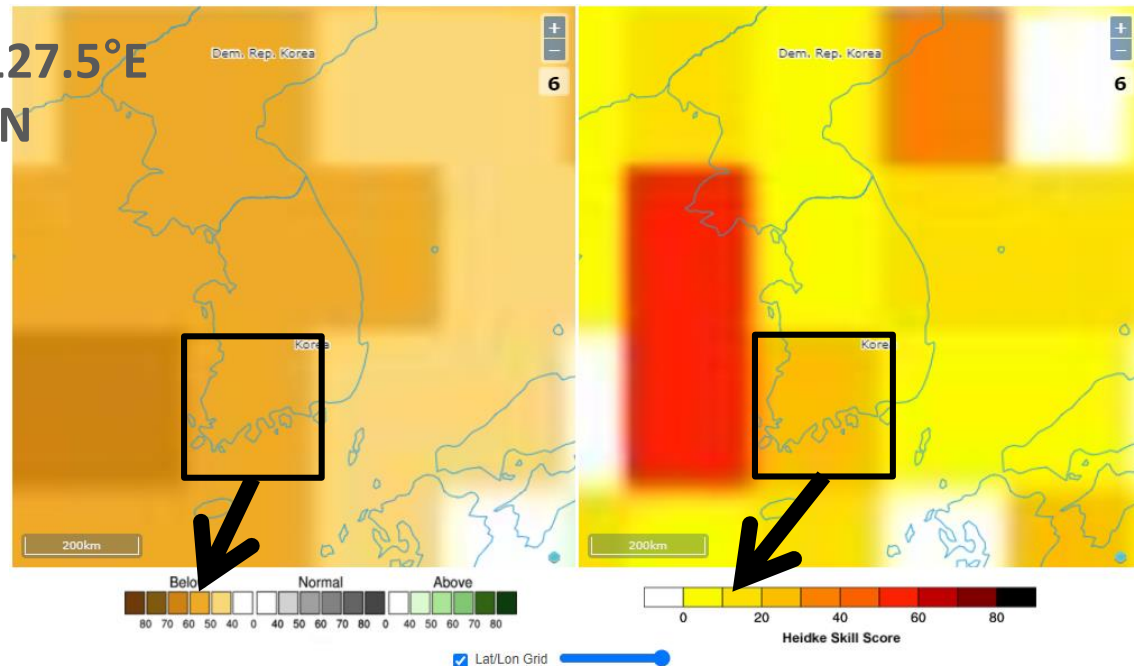 .27.5°E
N
Dem. Rep. Korea
+
−
6
Korea
200km
Dem. Rep. Korea
+
−
6
Korea
200km
Normal Above
80 70 60 50 40 0 40 50 60 70 80 0 40 50 60 70 80
0 20 40 60 80
Heidke Skill Score
Lat/Lon Grid